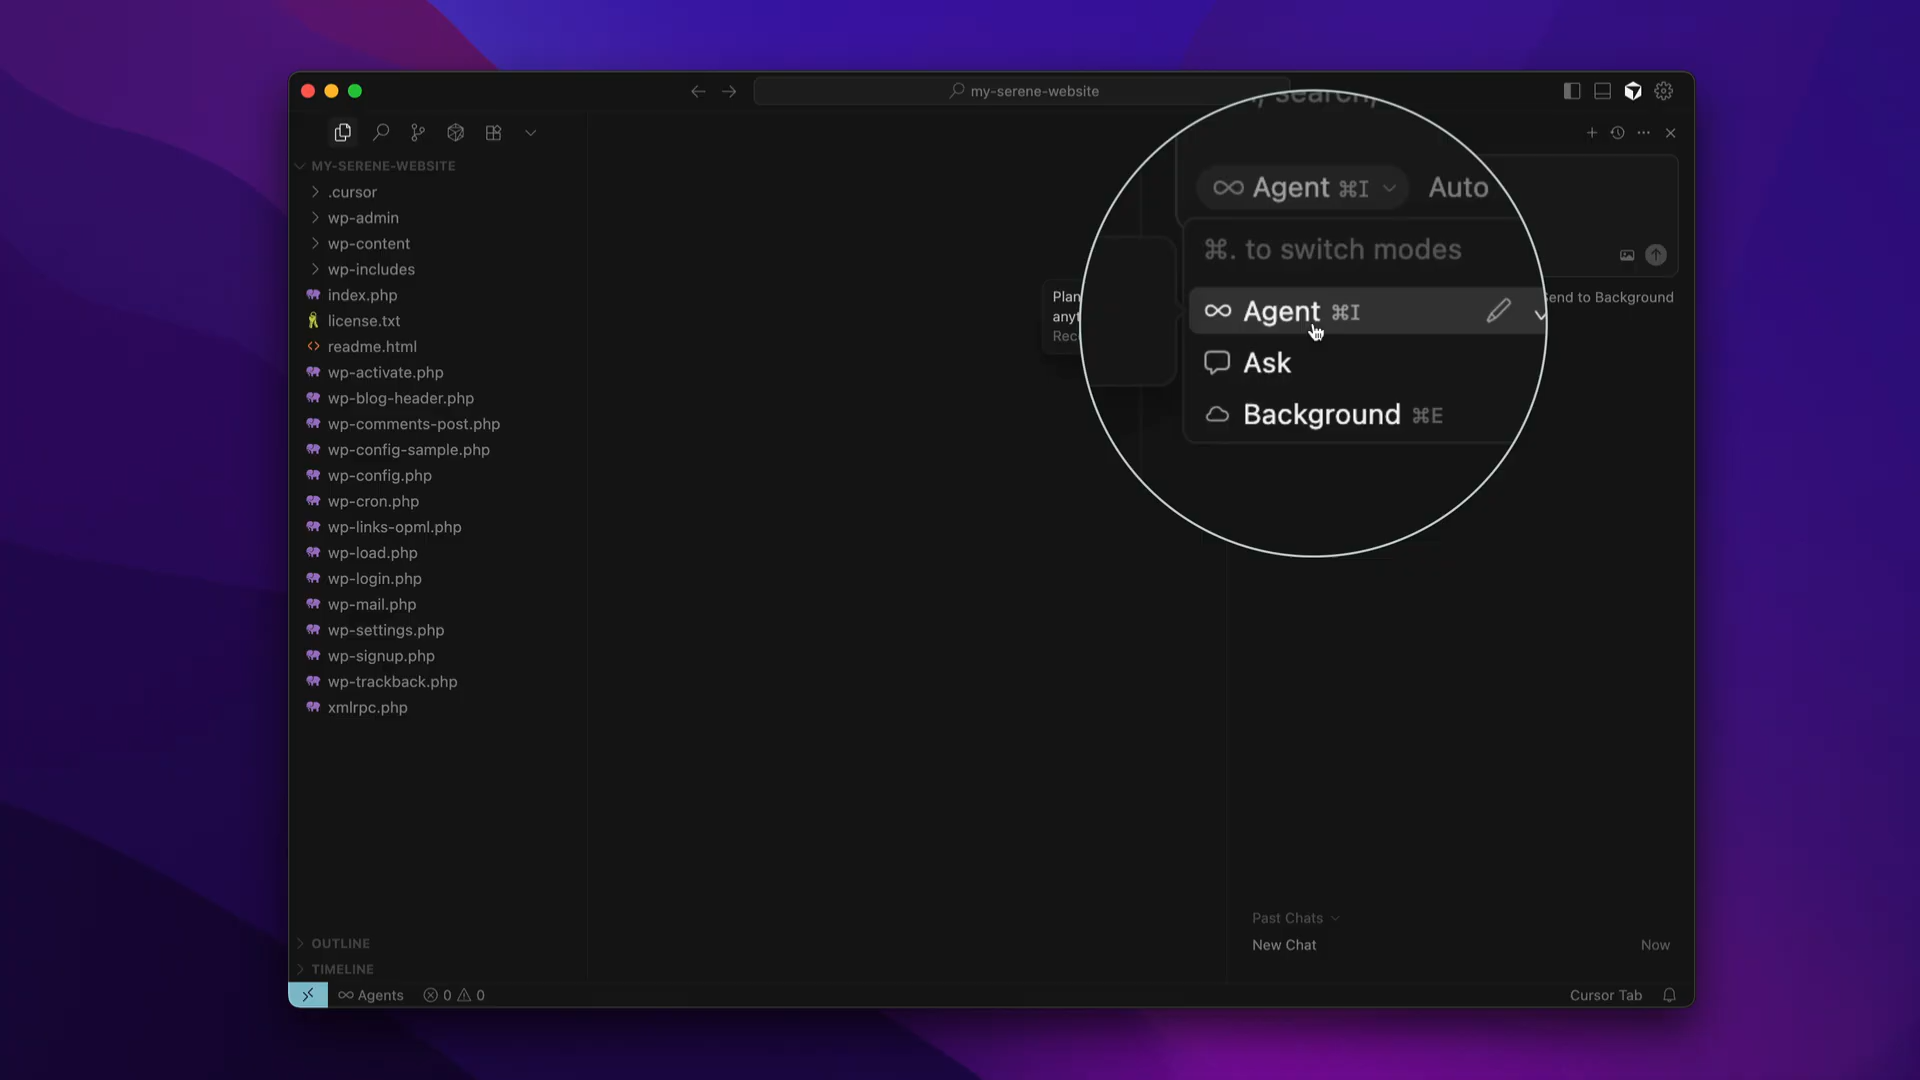 my-serene-website
MY-SERENE-WEBSITE
.cursor
wp-admin
wp-content
wp-includes
index.php
license.txt
readme.html
wp-activate.php
wp-blog-header.php
wp-comments-post.php
wp-config-sample.php
wp-config.php
wp-cron.php
wp-links-opml.php
wp-load.php
wp-login.php
wp-mail.php
wp-settings.php
wp-signup.php
wp-trackback.php
xmlrpc.php
OUTLINE
TIMELINE
Agents 0 0
Plan
search,
Agent ⌘I Auto
⌘. to switch modes
Agent ⌘I
Ask
Background ⌘E
to Background
Past Chats
New Chat Now
Cursor Tab